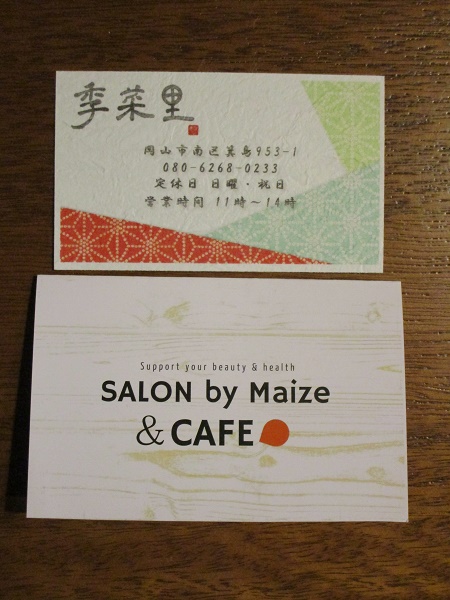 季菜里
岡山市南区箕島953-1
080-6268-0233
定休日 日曜・祝日
営業時間 11時～14時
Support your beauty & health
SALON by Maize
& CAFE